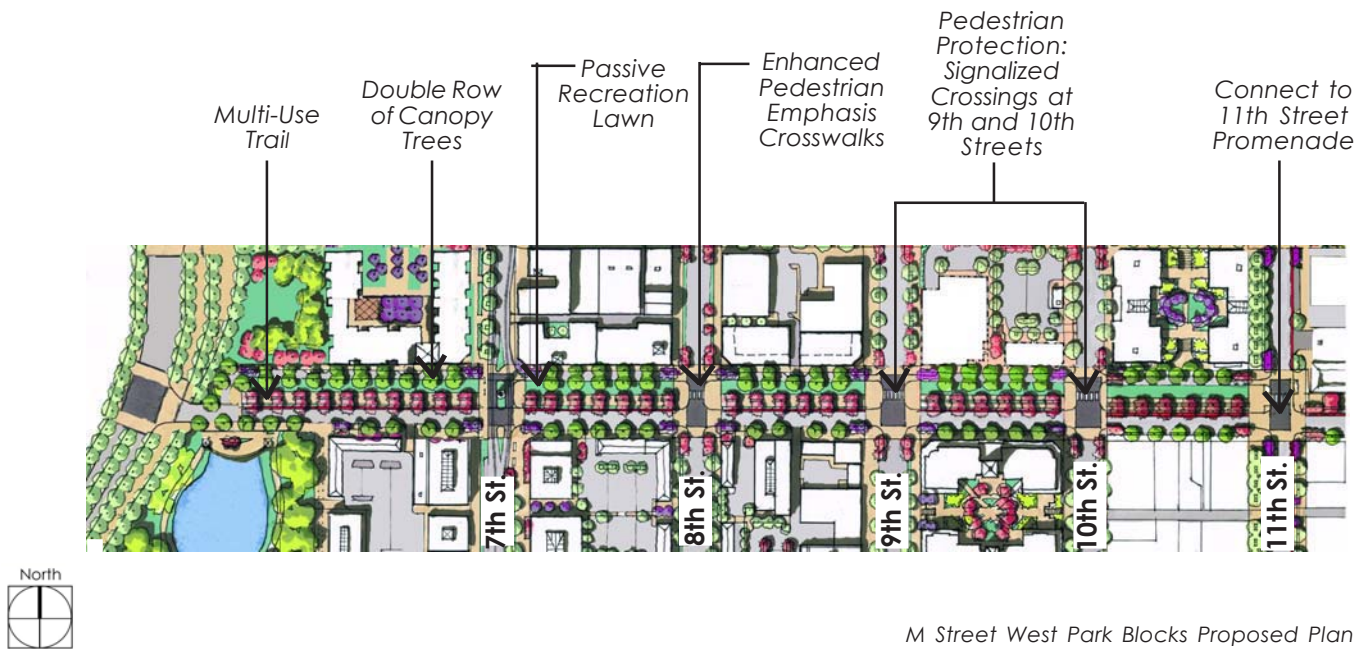 Multi-Use
Trail
Double Row
of Canopy
Trees
Passive
Recreation
Lawn
Enhanced
Pedestrian
Emphasis
Crosswalks
Pedestrian
Protection:
Signalized
Crossings at
9th and 10th
Streets
Connect to
11th Street
Promenade
7th St.
8th St.
9th St.
10th St.
11th St.
North
M Street West Park Blocks Proposed Plan